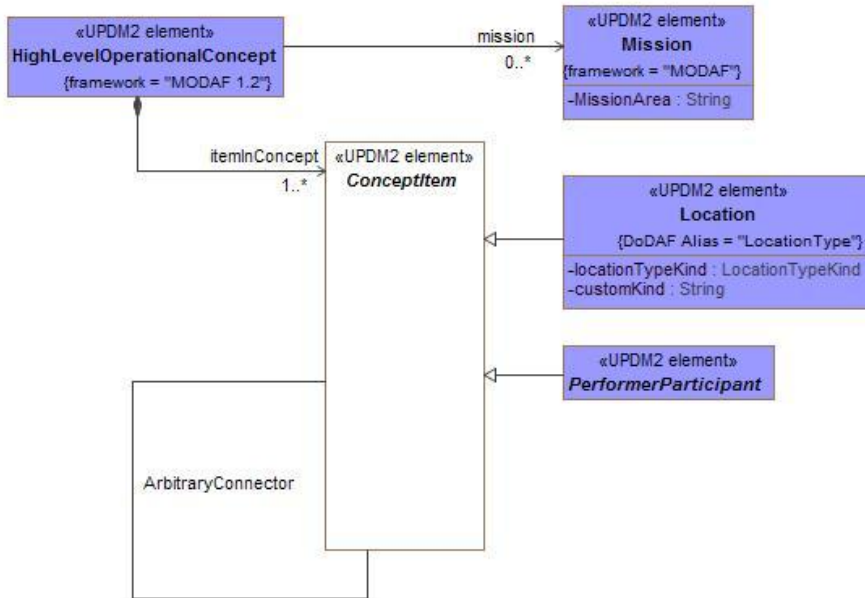 «UPDM2 element»
HighLevelOperationalConcept
{framework = "MODAF 1.2"}
mission
0..*
«UPDM2 element»
Mission
{framework = "MODAF"}
-MissionArea : String
itemInConcept
1..*
«UPDM2 element»
ConceptItem
«UPDM2 element»
Location
{DoDAF Alias = "LocationType"}
-locationTypeKind : LocationTypeKind
-customKind : String
«UPDM2 element»
PerformerParticipant
ArbitraryConnector